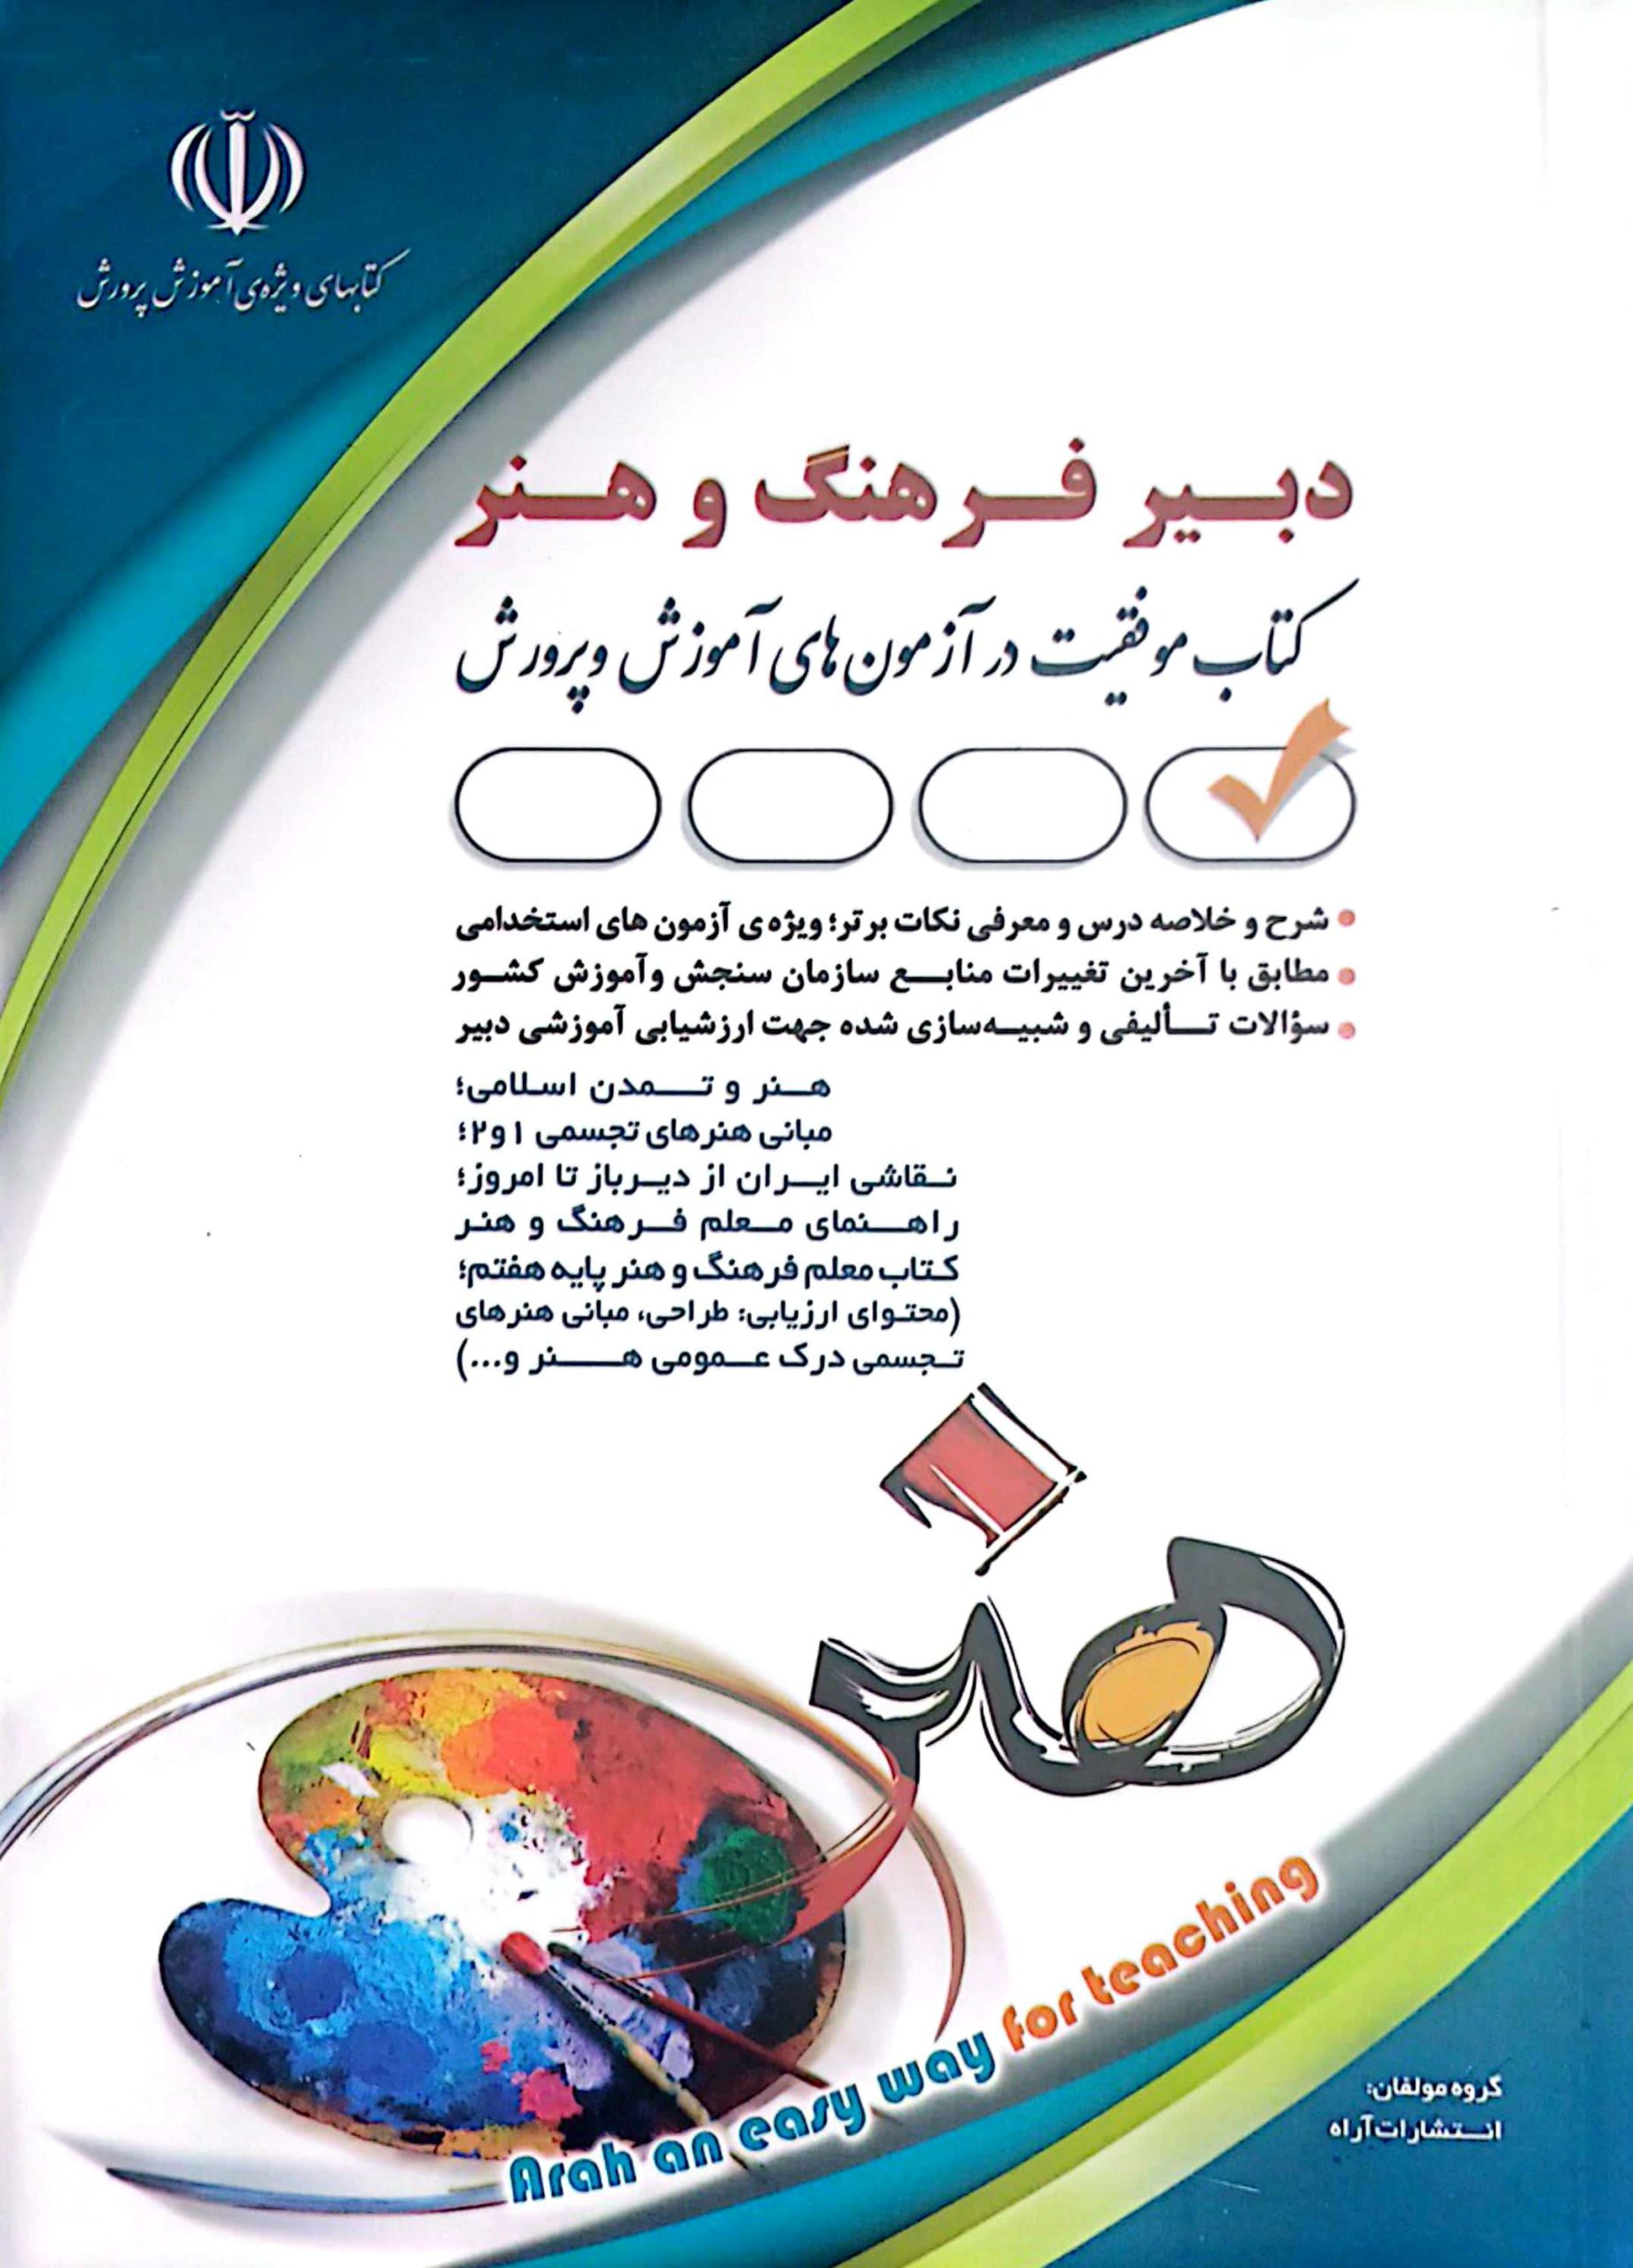 کتابهای ویژه‌ی آموزش پرورش
دبیر فرهنگ و هنر
کتاب موفقیت در آزمون های آموزش و پرورش
شرح و خلاصه درس و معرفی نکات برتر؛ ویژه ی آزمون های استخدامی
مطابق با آخرین تغییرات منابع سازمان سنجش و آموزش کشور
سؤالات تألیفی و شبیه‌سازی شده جهت ارزشیابی آموزشی دبیر
هنر و تمدن اسلامی؛
مبانی هنرهای تجسمی ۱و۲؛
نقاشی ایران از دیرباز تا امروز؛
راهنمای معلم فرهنگ و هنر
کتاب معلم فرهنگ و هنر پایه هفتم؛
(محتوای ارزیابی: طراحی، مبانی هنرهای
تجسمی درک عمومی هنر و...)
هنر
Arah an easy way for teaching
گروه مولفان:
انتشارات آراه